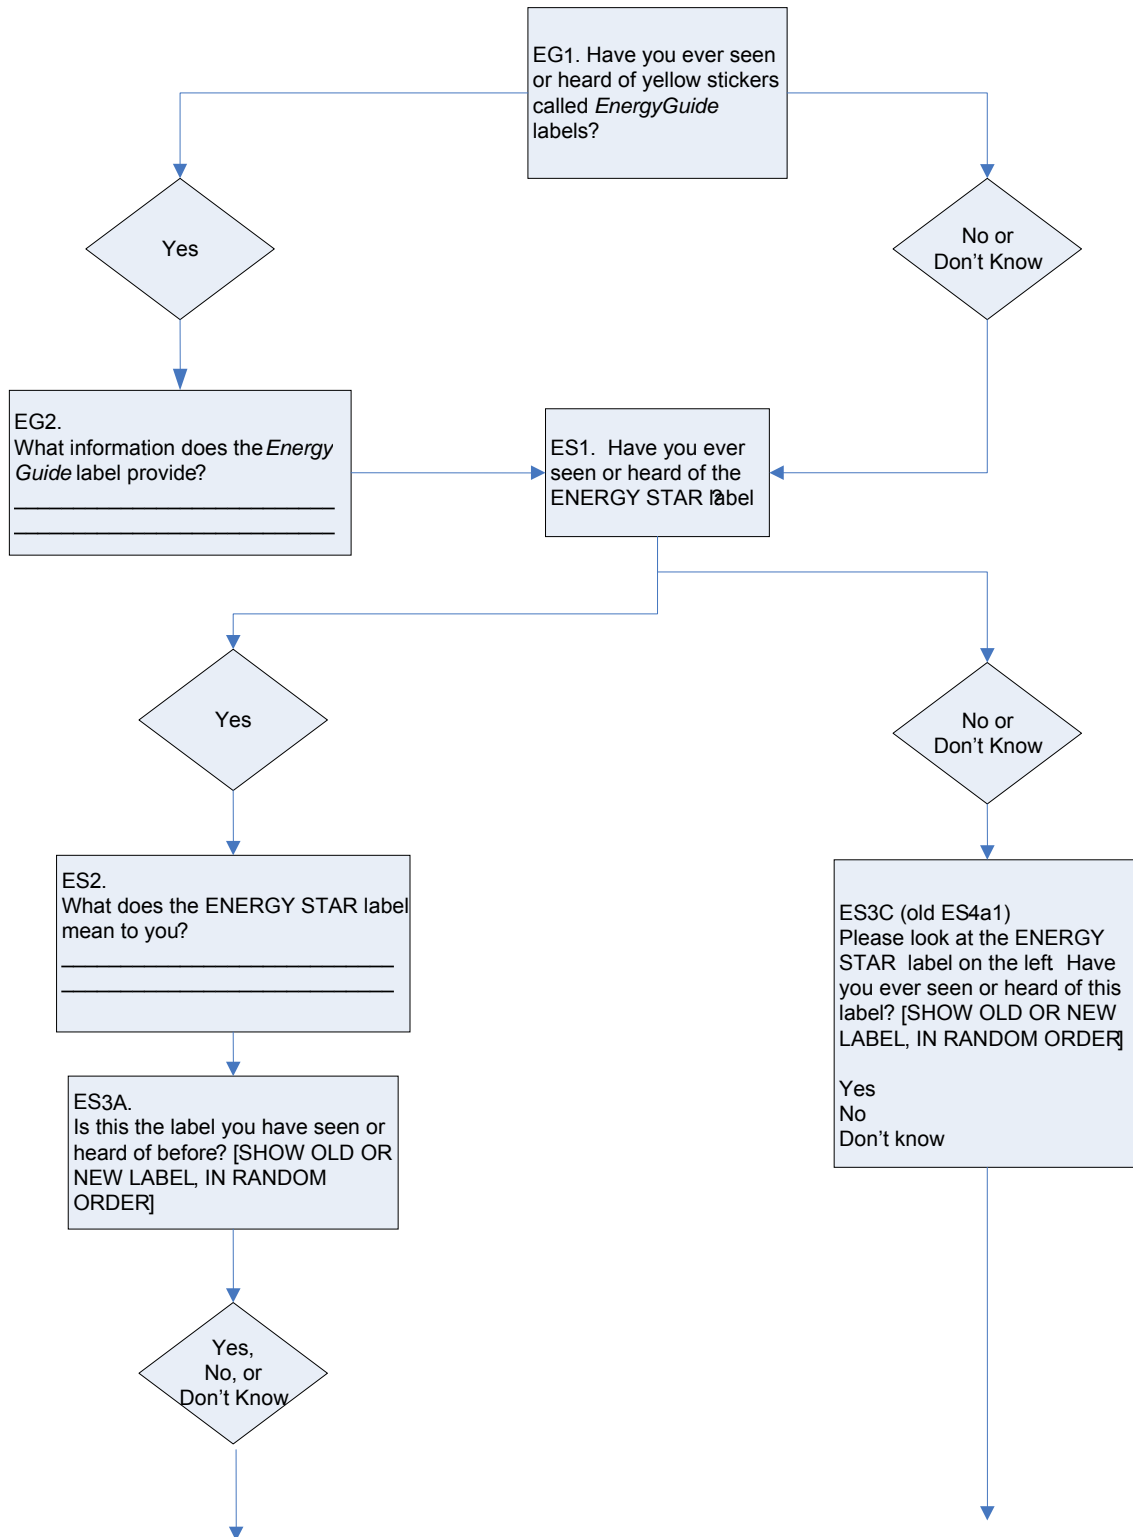 EG1. Have you ever seen
or heard of yellow stickers
called EnergyGuide
labels?
Yes
No or
Don't Know
EG2.
What information does the Energy
Guide label provide?
ES1. Have you ever
seen or heard of the
ENERGY STAR label?
Yes
No or
Don't Know
ES2.
What does the ENERGY STAR label
mean to you?
ES3C (old ES4a1)
Please look at the ENERGY
STAR label on the left Have
you ever seen or heard of this
label? [SHOW OLD OR NEW
LABEL, IN RANDOM ORDER]
Yes
No
Don't know
ES3A.
Is this the label you have seen or
heard of before? [SHOW OLD OR
NEW LABEL, IN RANDOM
ORDER]
Yes,
No, or
Don't Know